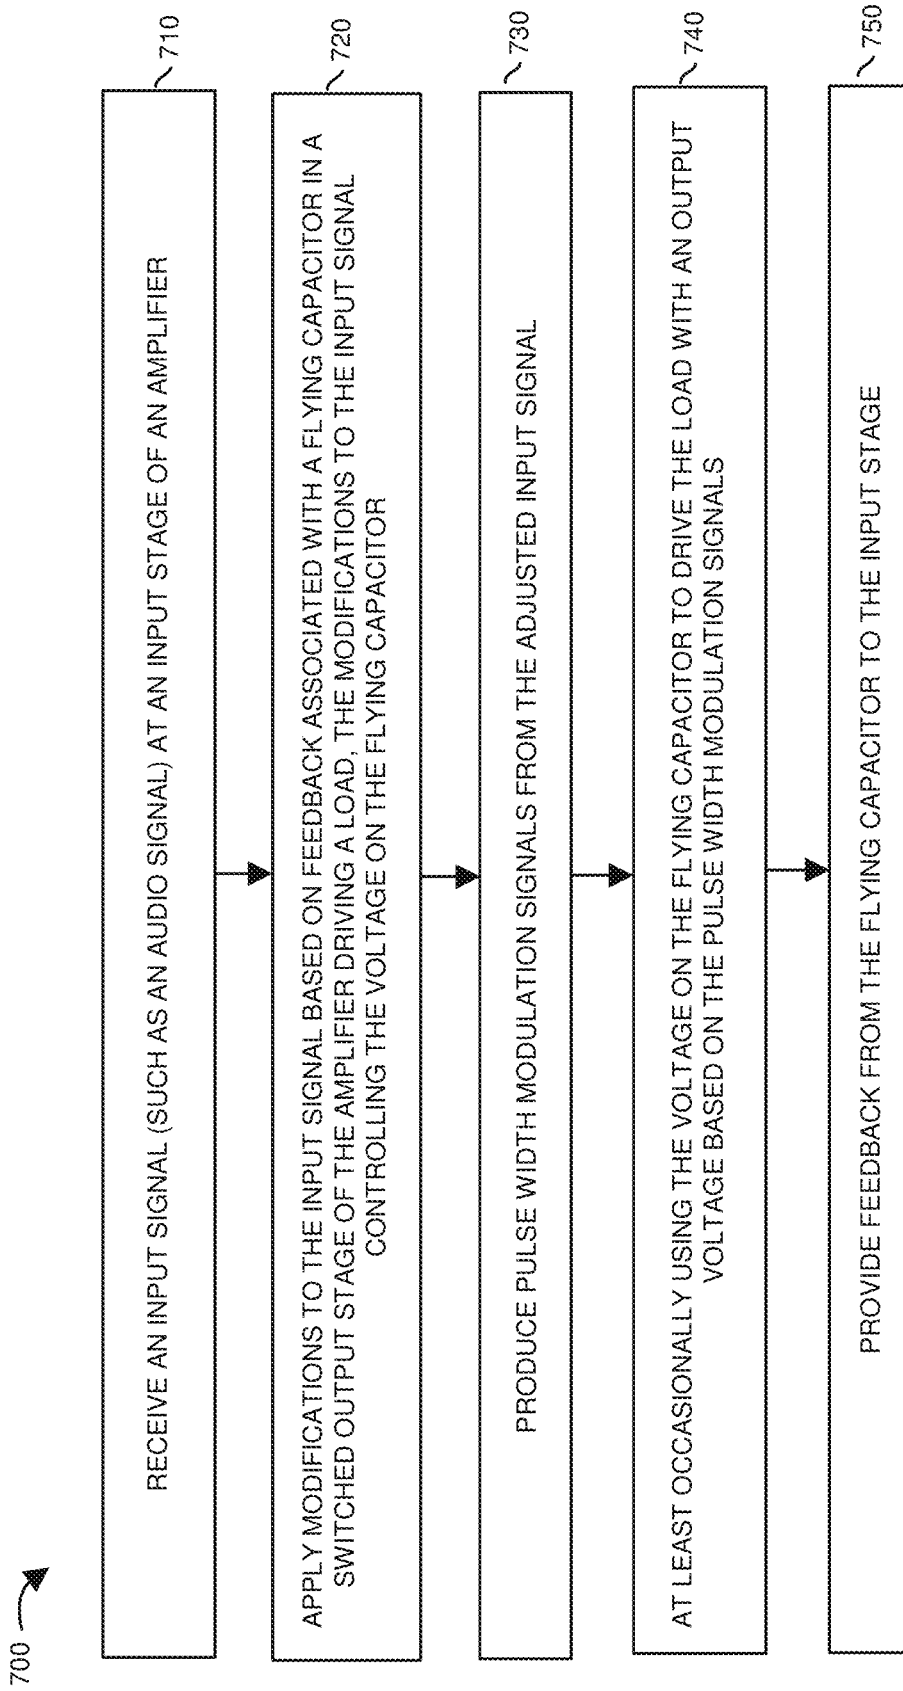 700
RECEIVE AN INPUT SIGNAL (SUCH AS AN AUDIO SIGNAL) AT AN INPUT STAGE OF AN AMPLIFIER
710
APPLY MODIFICATIONS TO THE INPUT SIGNAL BASED ON FEEDBACK ASSOCIATED WITH A FLYING CAPACITOR IN A
SWITCHED OUTPUT STAGE OF THE AMPLIFIER DRIVING A LOAD, THE MODIFICATIONS TO THE INPUT SIGNAL
CONTROLLING THE VOLTAGE ON THE FLYING CAPACITOR
720
PRODUCE PULSE WIDTH MODULATION SIGNALS FROM THE ADJUSTED INPUT SIGNAL
730
AT LEAST OCCASIONALLY USING THE VOLTAGE ON THE FLYING CAPACITOR TO DRIVE THE LOAD WITH AN OUTPUT
VOLTAGE BASED ON THE PULSE WIDTH MODULATION SIGNALS
740
PROVIDE FEEDBACK FROM THE FLYING CAPACITOR TO THE INPUT STAGE
750